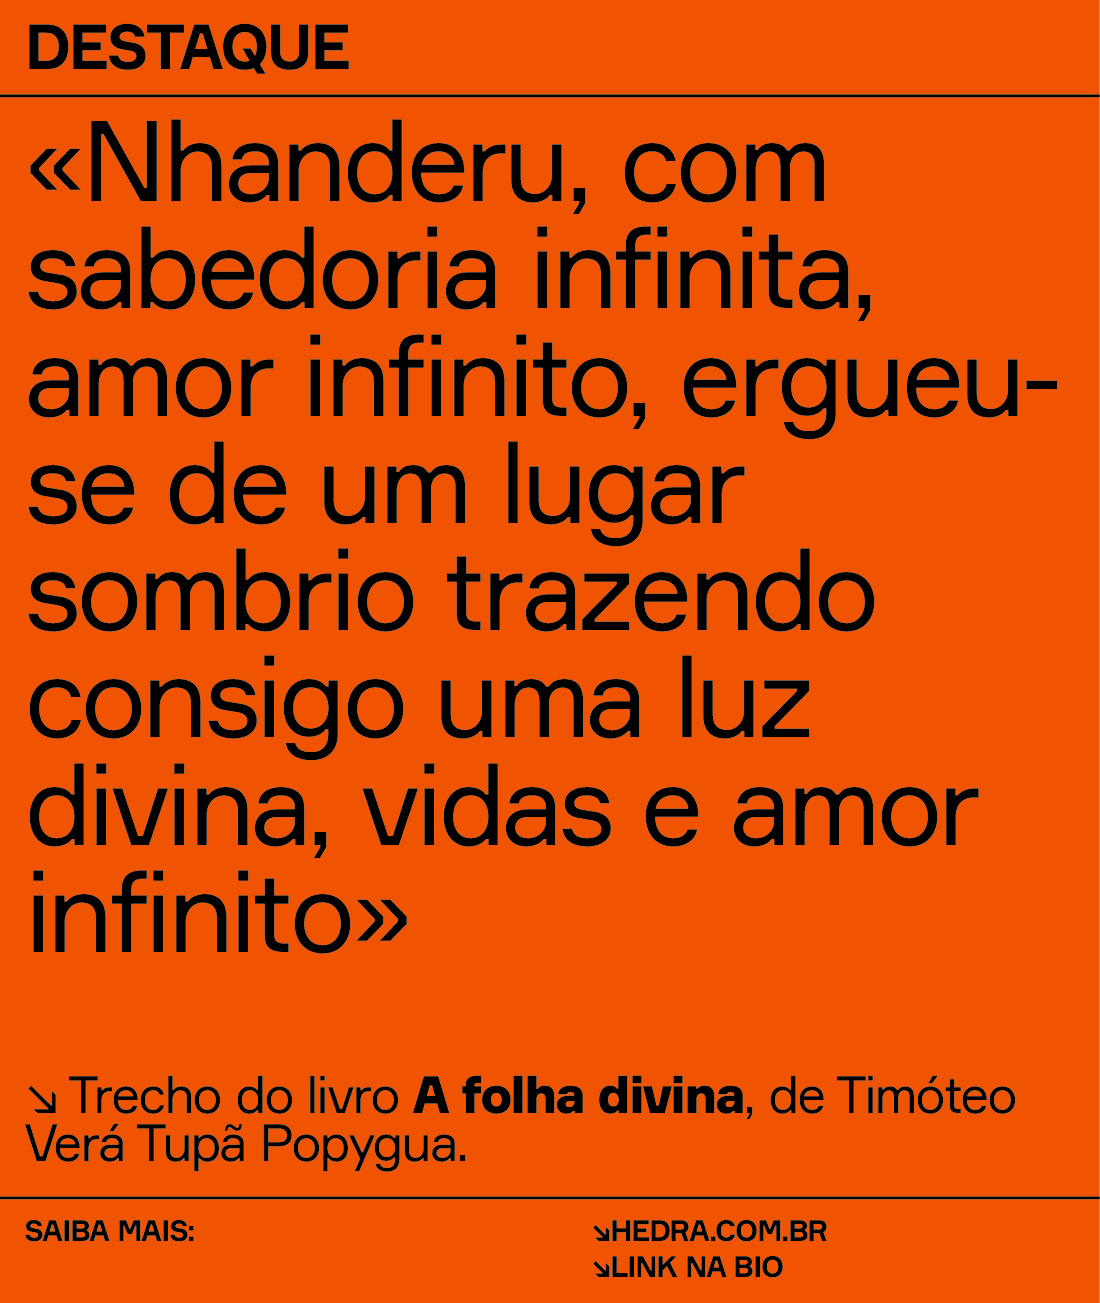 DESTAQUE
«Nhanderu, com
sabedoria infinita,
amor infinito, ergueu-
se de um lugar
sombrio trazendo
consigo uma luz
divina, vidas e amor
infinito»
↘ Trecho do livro A folha divina, de Timóteo
Verá Tupã Popygua.
SAIBA MAIS:
↘HEDRA.COM.BR
↘LINK NA BIO